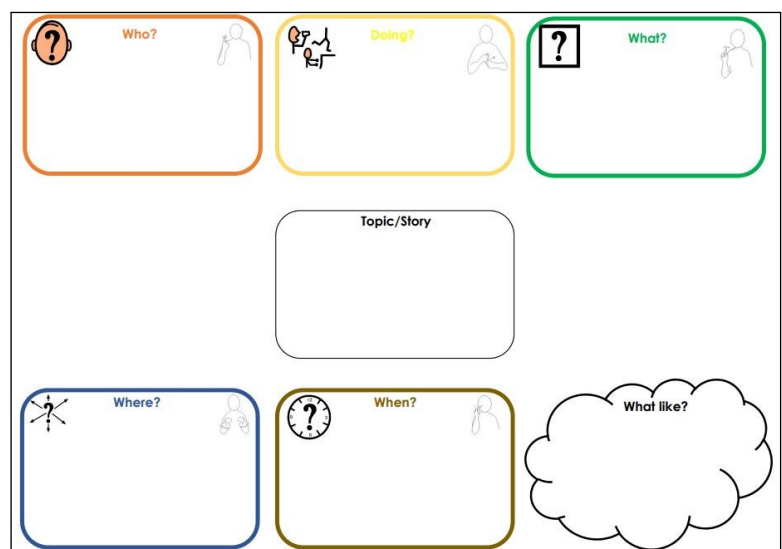 Who?
Doing?
What?
Topic/Story
Where?
When?
What like?